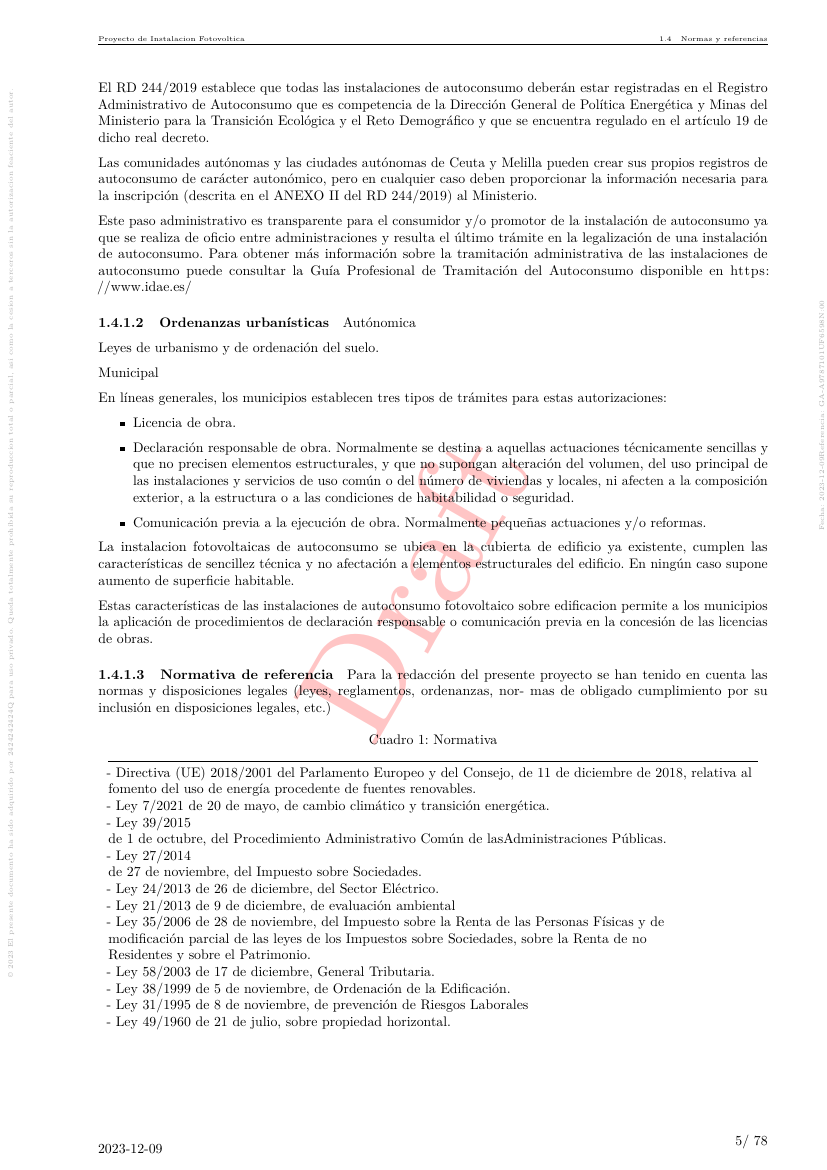 Proyecto de Instalacion Fotovoltica
1.4 Normas y referencias
El RD 244/2019 establece que todas las instalaciones de autoconsumo deberán estar registradas en el Registro
Administrativo de Autoconsumo que es competencia de la Dirección General de Política Energética y Minas del
Ministerio para la Transición Ecológica y el Reto Demográfico y que se encuentra regulado en el artículo 19 de
dicho real decreto.
Las comunidades autónomas y las ciudades autónomas de Ceuta y Melilla pueden crear sus propios registros de
autoconsumo de carácter autonómico, pero en cualquier caso deben proporcionar la información necesaria para
la inscripción (descrita en el ANEXO II del RD 244/2019) al Ministerio.
Este paso administrativo es transparente para el consumidor y/o promotor de la instalación de autoconsumo ya
que se realiza de oficio entre administraciones y resulta el último trámite en la legalización de una instalación
de autoconsumo. Para obtener más información sobre la tramitación administrativa de las instalaciones de
autoconsumo puede consultar la Guía Profesional de Tramitación del Autoconsumo disponible en https:
//www.idae.es/
1.4.1.2 Ordenanzas urbanísticas Autónomica
Leyes de urbanismo y de ordenación del suelo.
Municipal
En líneas generales, los municipios establecen tres tipos de trámites para estas autorizaciones:
▪ Licencia de obra.
▪ Declaración responsable de obra. Normalmente se destina a aquellas actuaciones técnicamente sencillas y
que no precisen elementos estructurales, y que no supongan alteración del volumen, del uso principal de
las instalaciones y servicios de uso común o del número de viviendas y locales, ni afecten a la composición
exterior, a la estructura o a las condiciones de habitabilidad o seguridad.
▪ Comunicación previa a la ejecución de obra. Normalmente pequeñas actuaciones y/o reformas.
La instalacion fotovoltaicas de autoconsumo se ubica en la cubierta de edificio ya existente, cumplen las
características de sencillez técnica y no afectación a elementos estructurales del edificio. En ningún caso supone
aumento de superficie habitable.
Estas características de las instalaciones de autoconsumo fotovoltaico sobre edificacion permite a los municipios
la aplicación de procedimientos de declaración responsable o comunicación previa en la concesión de las licencias
de obras.
1.4.1.3 Normativa de referencia Para la redacción del presente proyecto se han tenido en cuenta las
normas y disposiciones legales (leyes, reglamentos, ordenanzas, nor- mas de obligado cumplimiento por su
inclusión en disposiciones legales, etc.)
Cuadro 1: Normativa
- Directiva (UE) 2018/2001 del Parlamento Europeo y del Consejo, de 11 de diciembre de 2018, relativa al
fomento del uso de energía procedente de fuentes renovables.
- Ley 7/2021 de 20 de mayo, de cambio climático y transición energética.
- Ley 39/2015
de 1 de octubre, del Procedimiento Administrativo Común de lasAdministraciones Públicas.
- Ley 27/2014
de 27 de noviembre, del Impuesto sobre Sociedades.
- Ley 24/2013 de 26 de diciembre, del Sector Eléctrico.
- Ley 21/2013 de 9 de diciembre, de evaluación ambiental
- Ley 35/2006 de 28 de noviembre, del Impuesto sobre la Renta de las Personas Físicas y de
modificación parcial de las leyes de los Impuestos sobre Sociedades, sobre la Renta de no
Residentes y sobre el Patrimonio.
- Ley 58/2003 de 17 de diciembre, General Tributaria.
- Ley 38/1999 de 5 de noviembre, de Ordenación de la Edificación.
- Ley 31/1995 de 8 de noviembre, de prevención de Riesgos Laborales
- Ley 49/1960 de 21 de julio, sobre propiedad horizontal.
2023-12-09
5/ 78
Draft
© 2023 El presente documento ha sido adquirido por 242424242424Q para uso privado. Queda totalmente prohibida su reproduccion total o parcial, asi como la cesion a terceros sin la autorizacion fasciente del autor.
Fecha: 2023-12-09Referencia: GA-A9787101UF6598N:00